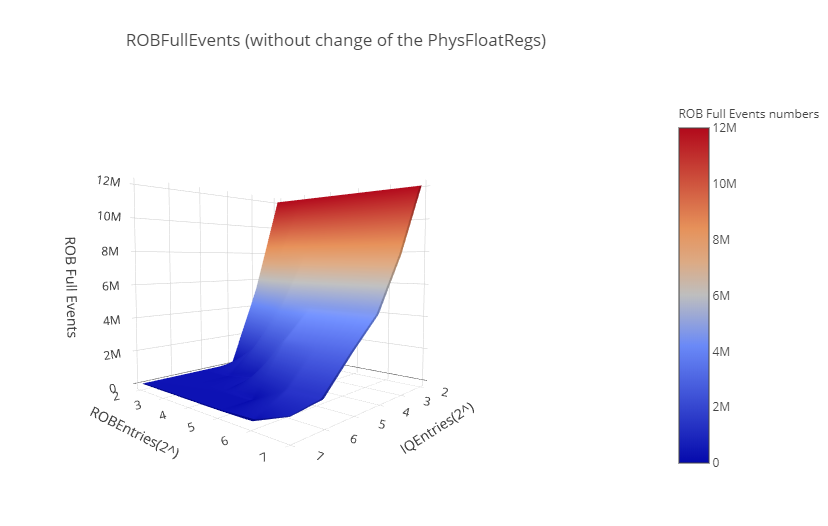 ROBFullEvents (without change of the PhysFloatRegs)
ROB Full Events numbers
12M
10M
8M
6M
4M
2M
0
ROB Full Events
12M
10M
8M
6M
4M
2M
0
2
3
4
5
6
7
ROBEntries(2^)
7
6
5
4
3
2
IQEntries(2^)